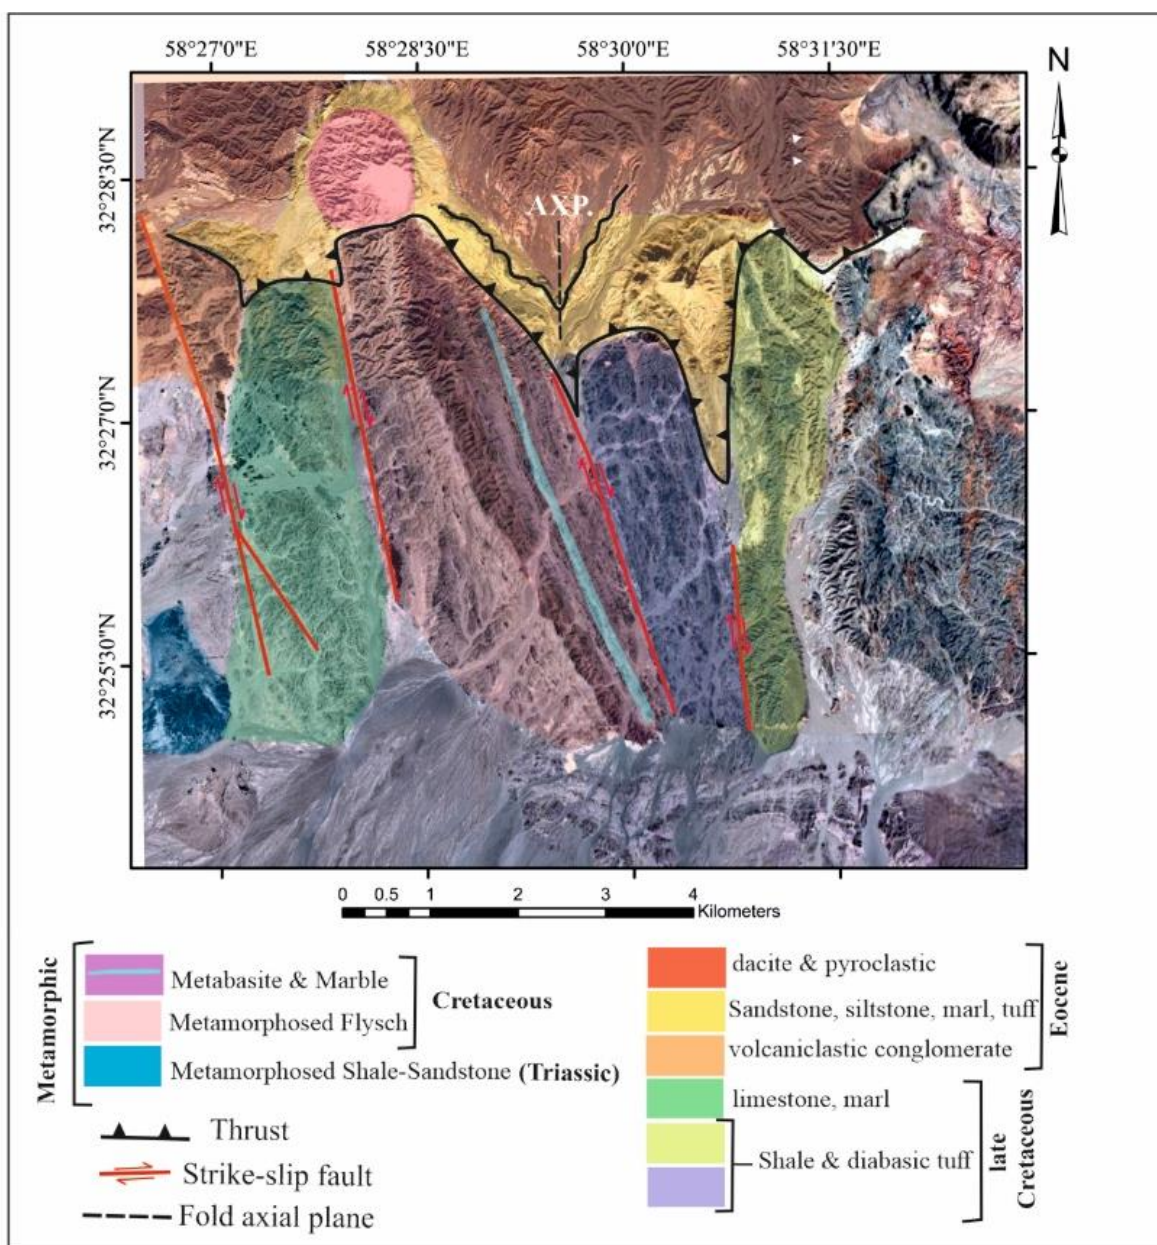 58°27'0"E 58°28'30"E 58°30'0"E 58°31'30"E
N
32°28'30"N
AXP.
32°27'0"N
32°25'30"N
0 0.5 1 2 3 4
Kilometers
Metamorphic
Metabasite & Marble
Metamorphosed Flysch
Cretaceous
Metamorphosed Shale-Sandstone (Triassic)
Thrust
Strike-slip fault
Fold axial plane
dacite & pyroclastic
Sandstone, siltstone, marl, tuff
volcaniclastic conglomerate
Eocene
limestone, marl
Shale & diabasic tuff
late
Cretaceous